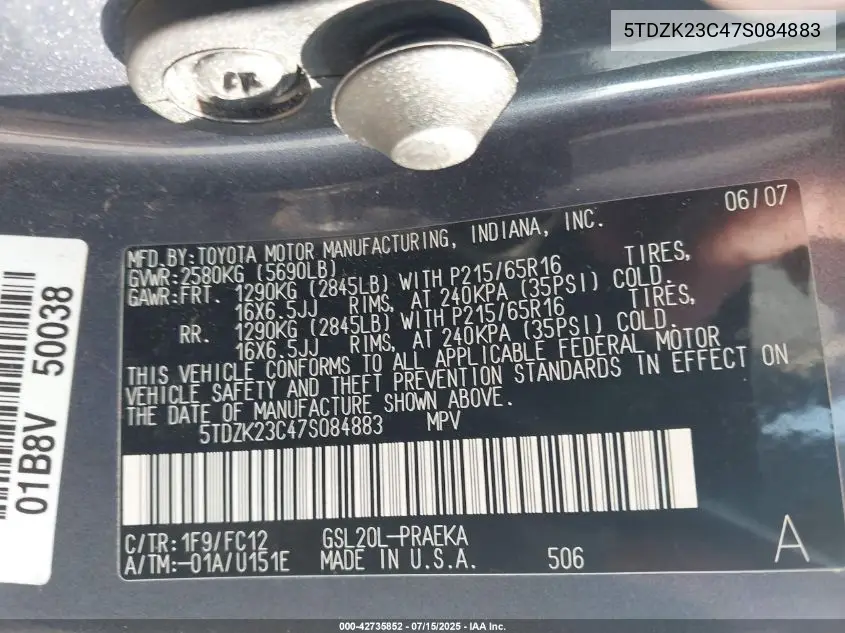 5TDZK23C47S084883
06/07
MFD.BY:TOYOTA MOTOR MANUFACTURING, INDIANA, INC.
GVWR:2580KG (5690LB)
GAWR:FRT. 1290KG (2845LB) WITH P215/65R16 TIRES,
16X6.5JJ RIMS, AT 240KPA (35PSI) COLD.
RR. 1290KG (2845LB) WITH P215/65R16 TIRES,
16X6.5JJ RIMS, AT 240KPA (35PSI) COLD.
THIS VEHICLE CONFORMS TO ALL APPLICABLE FEDERAL MOTOR
VEHICLE SAFETY AND THEFT PREVENTION STANDARDS IN EFFECT ON
THE DATE OF MANUFACTURE SHOWN ABOVE.
5TDZK23C47S084883 MPV
C/TR:1F9/FC12 GSL20L-PRAEKA
A/TM:-01A/U151E MADE IN U.S.A. 506 A
01B8V 50038
000-42735852 - 07/15/2025 - IAA Inc.